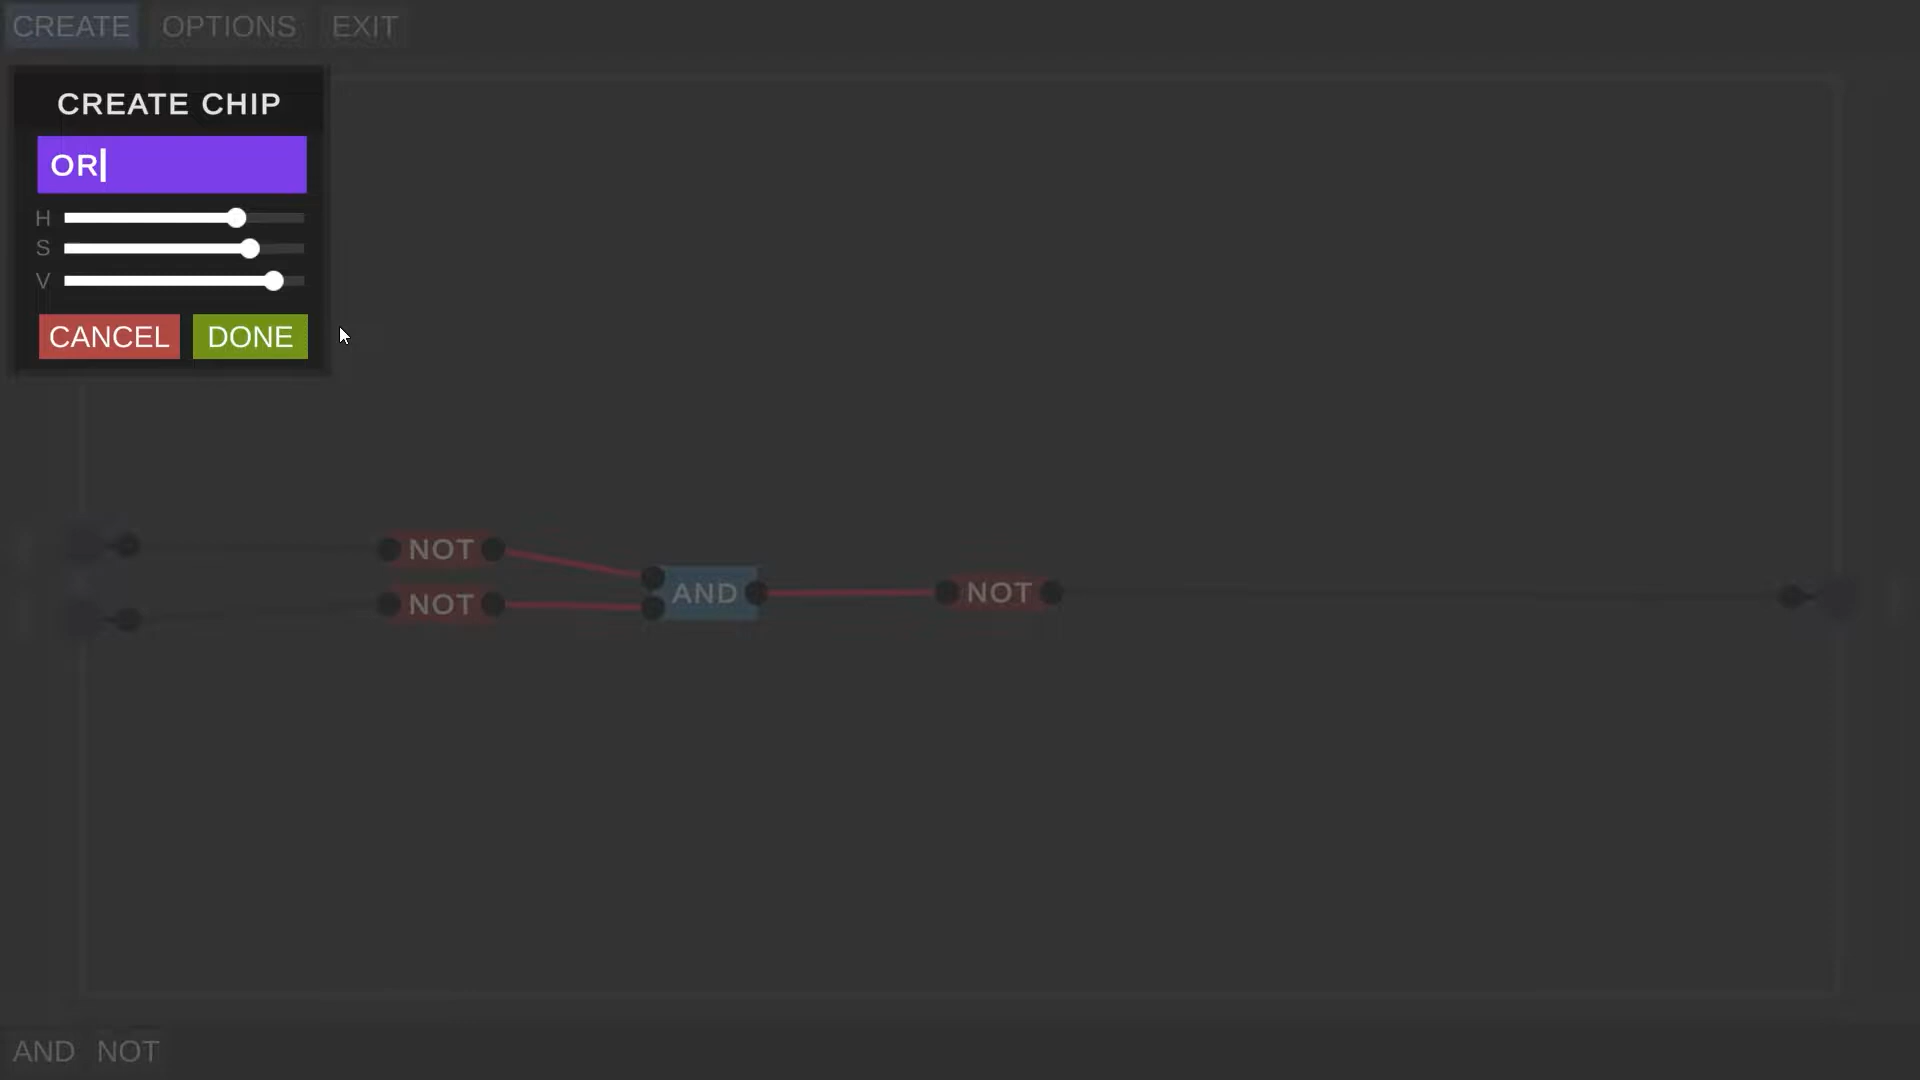 CREATE OPTIONS EXIT
CREATE CHIP
OR
H
S
V
CANCEL DONE
NOT
NOT
AND
NOT
AND NOT